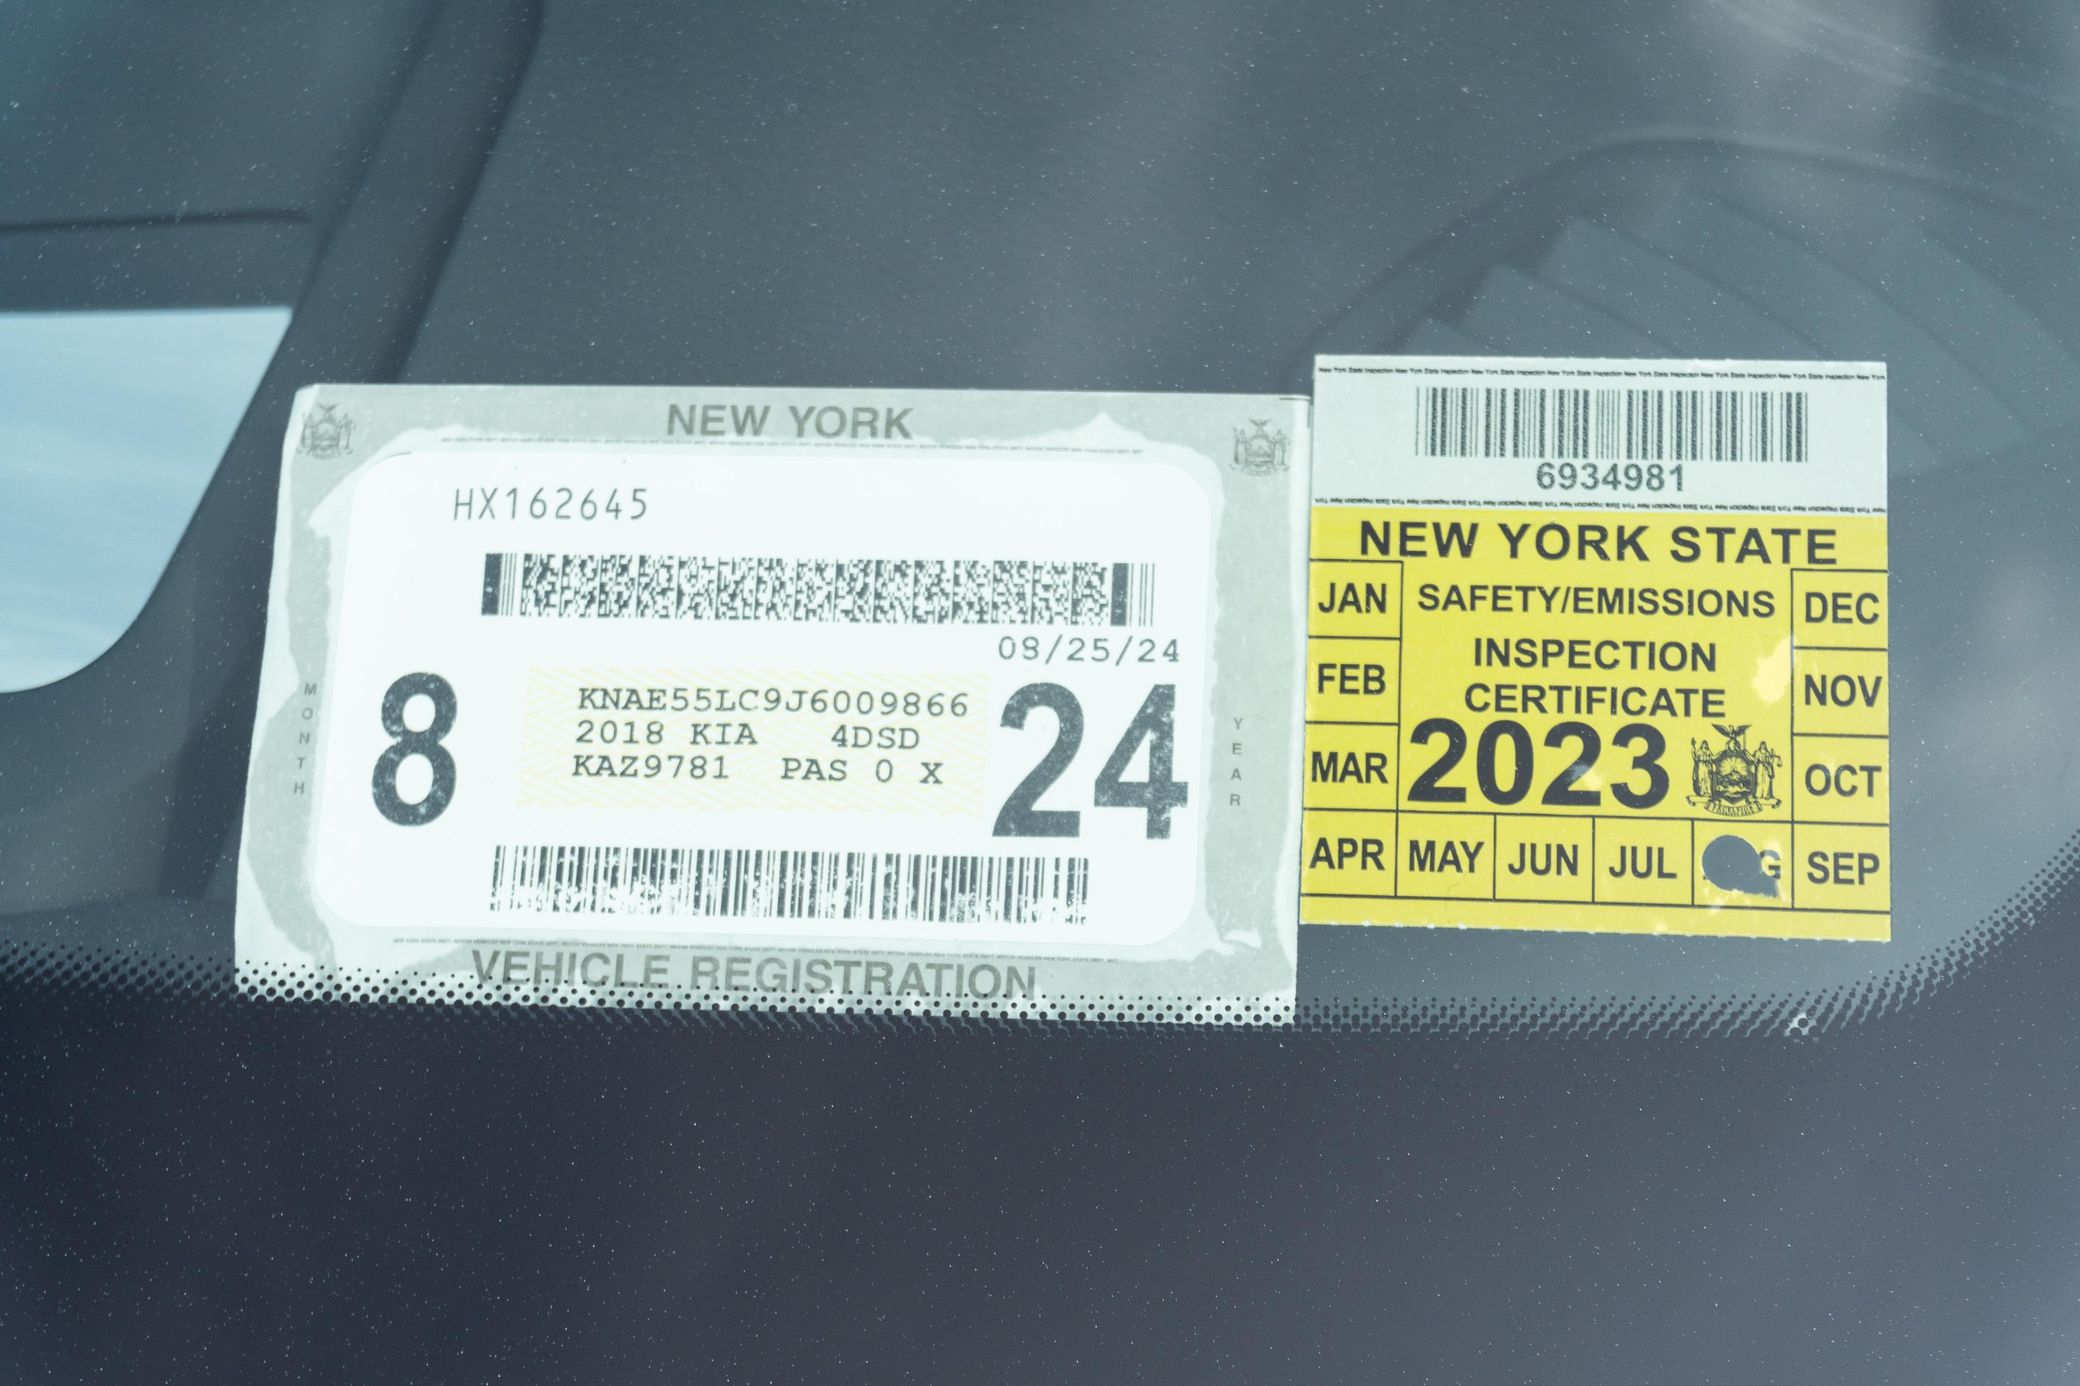 NEW YORK
HX162645
08/25/24
MONTH
8
KNAE55LC9J6009866
2018 KIA 4DSD
KAZ9781 PAS 0 X
24
YEAR
VEHICLE REGISTRATION
6934981
NEW YORK STATE
SAFETY/EMISSIONS
INSPECTION
CERTIFICATE
2023
JAN
FEB
MAR
APR
MAY
JUN
JUL
G
SEP
OCT
NOV
DEC